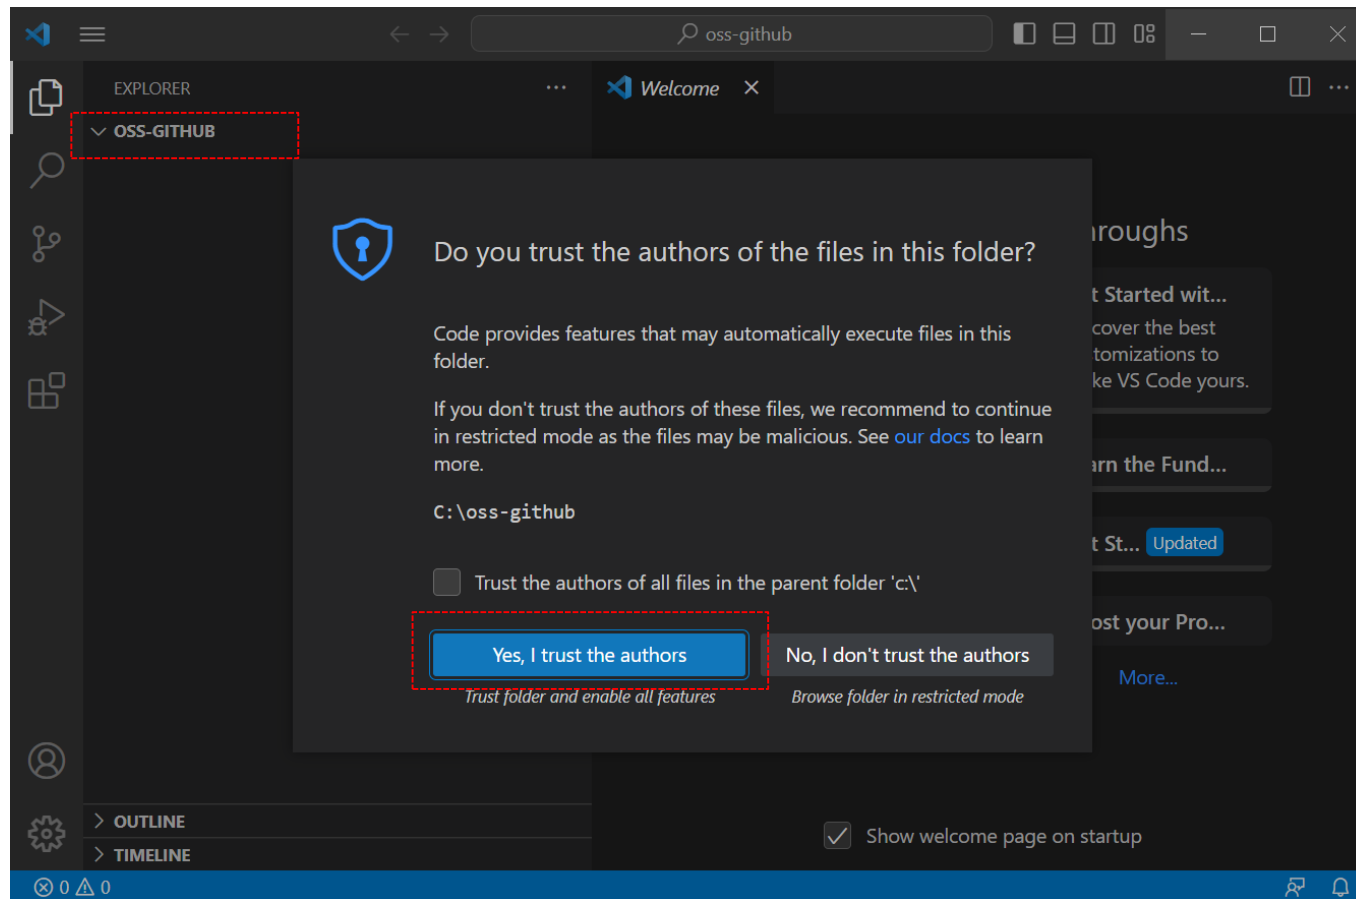 oss-github
EXPLORER
Welcome
OSS-GITHUB
Do you trust the authors of the files in this folder?
Code provides features that may automatically execute files in this
folder.
If you don't trust the authors of these files, we recommend to continue
in restricted mode as the files may be malicious. See our docs to learn
more.
C:\oss-github
Trust the authors of all files in the parent folder 'c:\'
Yes, I trust the authors
No, I don't trust the authors
Trust folder and enable all features
Browse folder in restricted mode
roughs
t Started wit...
cover the best
tomizations to
ke VS Code yours.
arn the Fund...
t St... Updated
ost your Pro...
More...
OUTLINE
TIMELINE
Show welcome page on startup
0 0